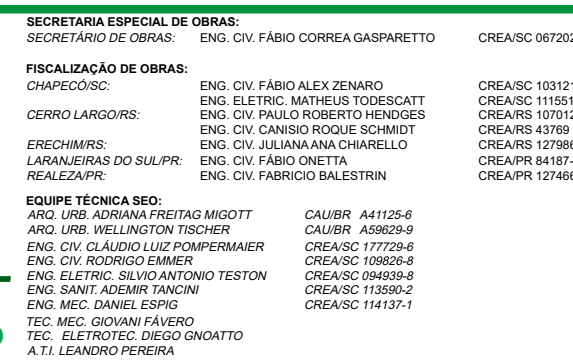 SECRETARIA ESPECIAL DE OBRAS:
SECRETÁRIO DE OBRAS: ENG. CIV. FÁBIO CORREA GASPARETTO CREA/SC 067202
FISCALIZAÇÃO DE OBRAS:
CHAPECÓ/SC: ENG. CIV. FÁBIO ALEX ZENARO CREA/SC 103121
ENG. ELETRIC. MATHEUS TODESCATT CREA/SC 111551
CERRO LARGO/RS: ENG. CIV. PAULO ROBERTO HENDGES CREA/RS 107012
ENG. CIV. CANISIO ROQUE SCHMIDT CREA/RS 43769
ERECHIM/RS: ENG. CIV. JULIANA ANA CHIARELLO CREA/RS 127986
LARANJEIRAS DO SUL/PR: ENG. CIV. FÁBIO ONETTA CREA/PR 84187-
REALEZA/PR: ENG. CIV. FABRICIO BALESTRIN CREA/PR 127466
EQUIPE TÉCNICA SEO:
ARQ. URB. ADRIANA FREITAG MIGOTT CAU/BR A41125-6
ARQ. URB. WELLINGTON TISCHER CAU/BR A59629-9
ENG. CIV. CLÁUDIO LUIZ POMPERMAIER CREA/SC 177729-6
ENG. CIV. RODRIGO EMMER CREA/SC 109826-8
ENG. ELETRIC. SILVIO ANTONIO TESTON CREA/SC 094939-8
ENG. SANIT. ADEMIR TANCINI CREA/SC 113590-2
ENG. MEC. DANIEL ESPIG CREA/SC 114137-1
TEC. MEC. GIOVANI FÁVERO
TEC. ELETROTEC. DIEGO GNOATTO
A.T.I. LEANDRO PEREIRA